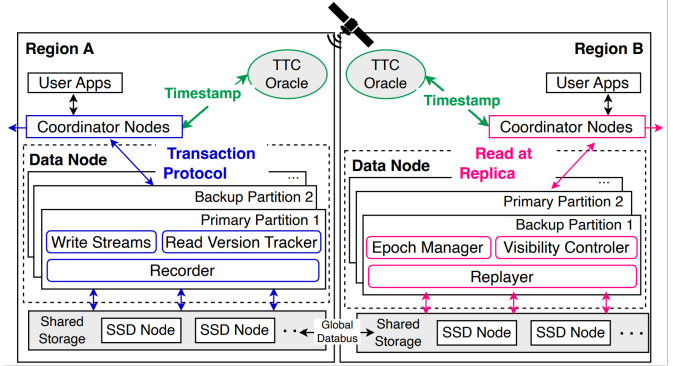 Region A
TTC
Oracle
User Apps
Timestamp
Coordinator Nodes
Data Node
Transaction
Protocol
...
Backup Partition 2
Primary Partition 1
Write Streams
Read Version Tracker
Recorder
Shared
Storage
SSD Node
SSD Node
. .
Global
Databus
Region B
TTC
Oracle
User Apps
Timestamp
Coordinator Nodes
Data Node
Read at
Replica
...
Primary Partition 2
Backup Partition 1
Epoch Manager
Visibility Controler
Replayer
Shared
Storage
SSD Node
SSD Node
...